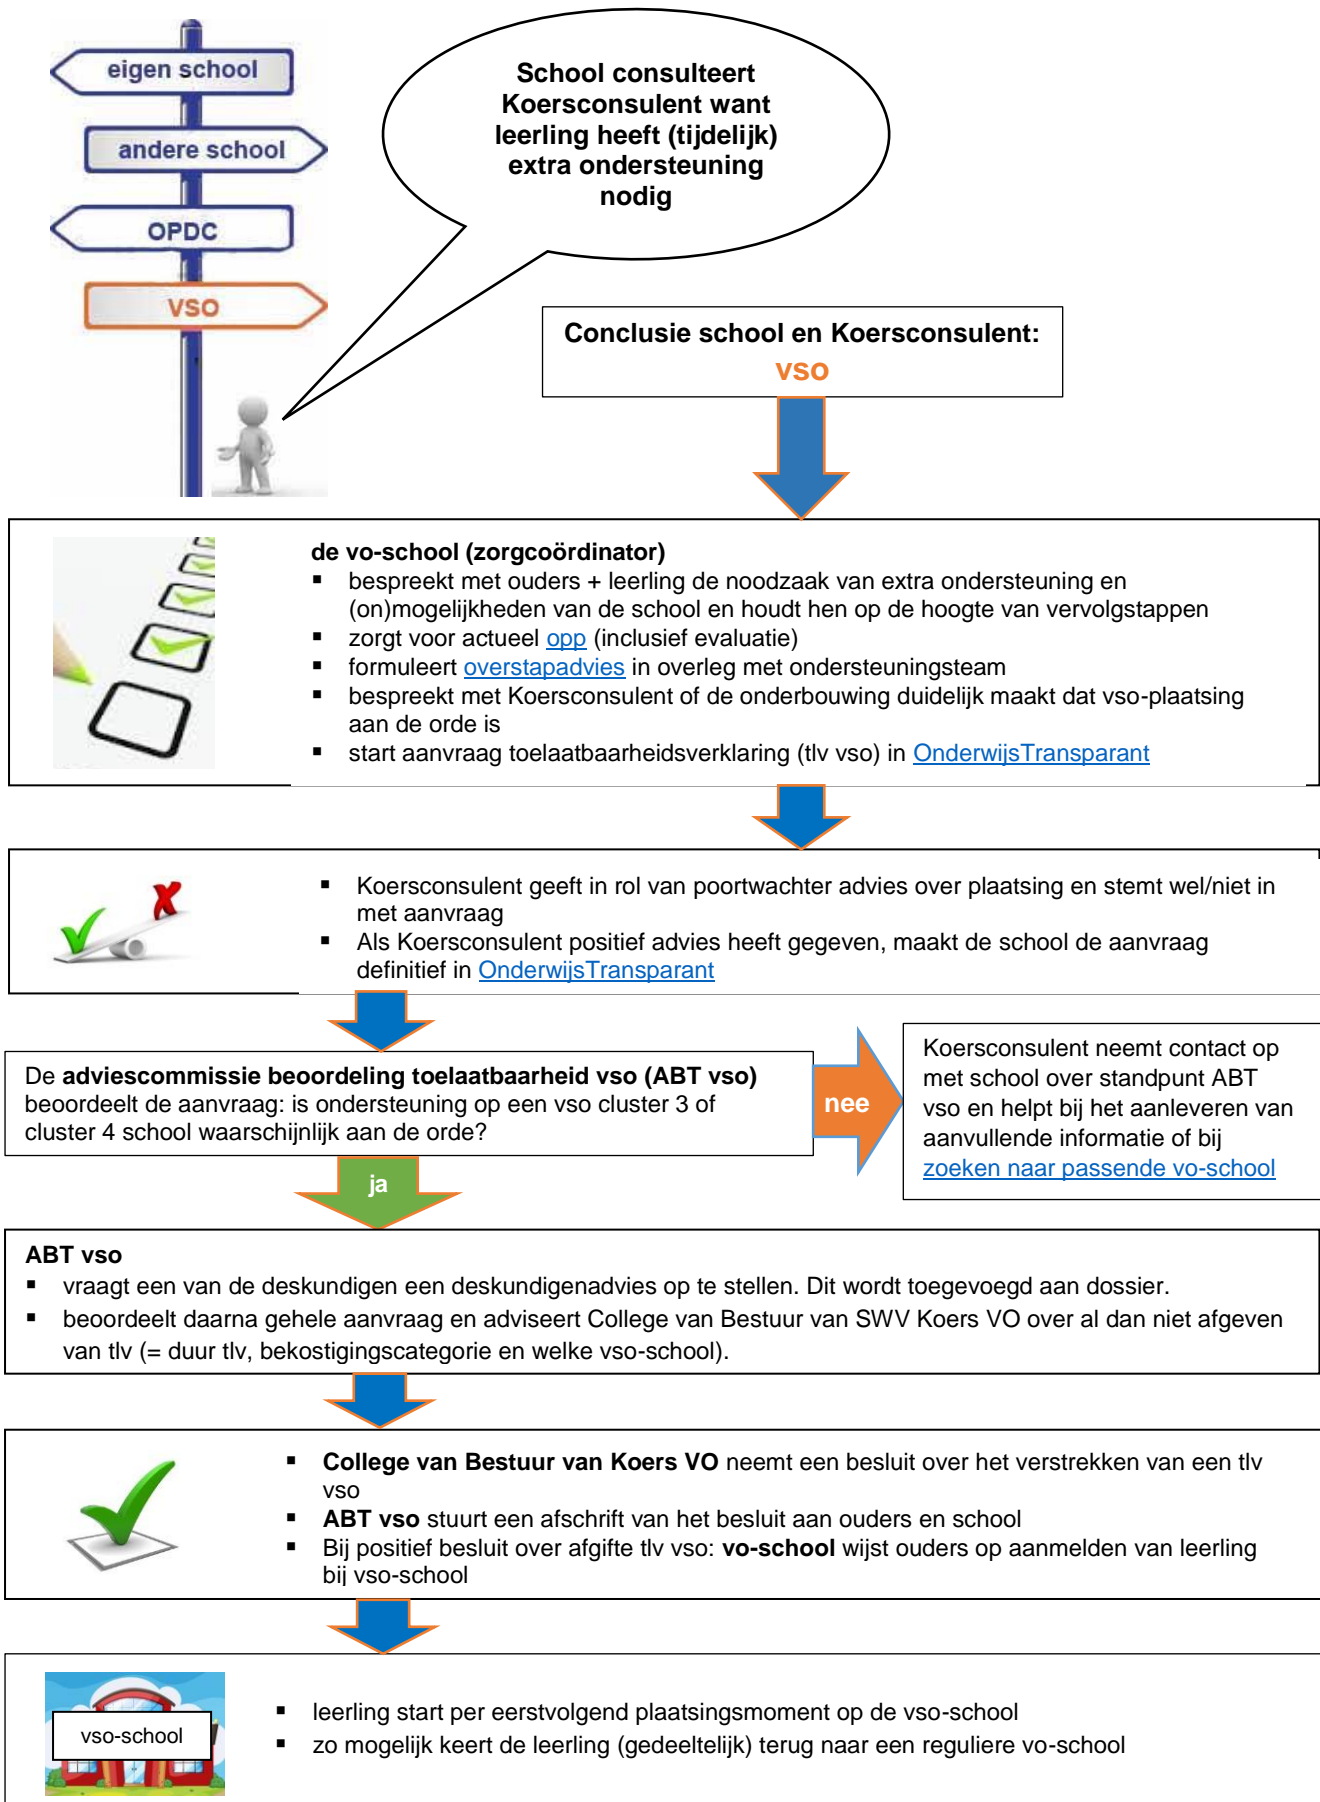 eigen school
andere school
OPDC
VSO
School consulteert
Koersconsulent want
leerling heeft (tijdelijk)
extra ondersteuning
nodig
Conclusie school en Koersconsulent:
vso
de vo-school (zorgcoördinator)
▪ bespreekt met ouders + leerling de noodzaak van extra ondersteuning en
(on)mogelijkheden van de school en houdt hen op de hoogte van vervolgstappen
▪ zorgt voor actueel opp (inclusief evaluatie)
▪ formuleert overstapadvies in overleg met ondersteuningsteam
▪ bespreekt met Koersconsulent of de onderbouwing duidelijk maakt dat vso-plaatsing
aan de orde is
▪ start aanvraag toelaatbaarheidsverklaring (tlv vso) in OnderwijsTransparant
▪ Koersconsulent geeft in rol van poortwachter advies over plaatsing en stemt wel/niet in
met aanvraag
▪ Als Koersconsulent positief advies heeft gegeven, maakt de school de aanvraag
definitief in OnderwijsTransparant
De adviescommissie beoordeling toelaatbaarheid vso (ABT vso)
beoordeelt de aanvraag: is ondersteuning op een vso cluster 3 of
cluster 4 school waarschijnlijk aan de orde?
nee
Koersconsulent neemt contact op
met school over standpunt ABT
vso en helpt bij het aanleveren van
aanvullende informatie of bij
zoeken naar passende vo-school
ja
ABT vso
▪ vraagt een van de deskundigen een deskundigenadvies op te stellen. Dit wordt toegevoegd aan dossier.
▪ beoordeelt daarna gehele aanvraag en adviseert College van Bestuur van SWV Koers VO over al dan niet afgeven
van tlv (= duur tlv, bekostigingscategorie en welke vso-school).
▪ College van Bestuur van Koers VO neemt een besluit over het verstrekken van een tlv
vso
▪ ABT vso stuurt een afschrift van het besluit aan ouders en school
▪ Bij positief besluit over afgifte tlv vso: vo-school wijst ouders op aanmelden van leerling
bij vso-school
vso-school
▪ leerling start per eerstvolgend plaatsingsmoment op de vso-school
▪ zo mogelijk keert de leerling (gedeeltelijk) terug naar een reguliere vo-school